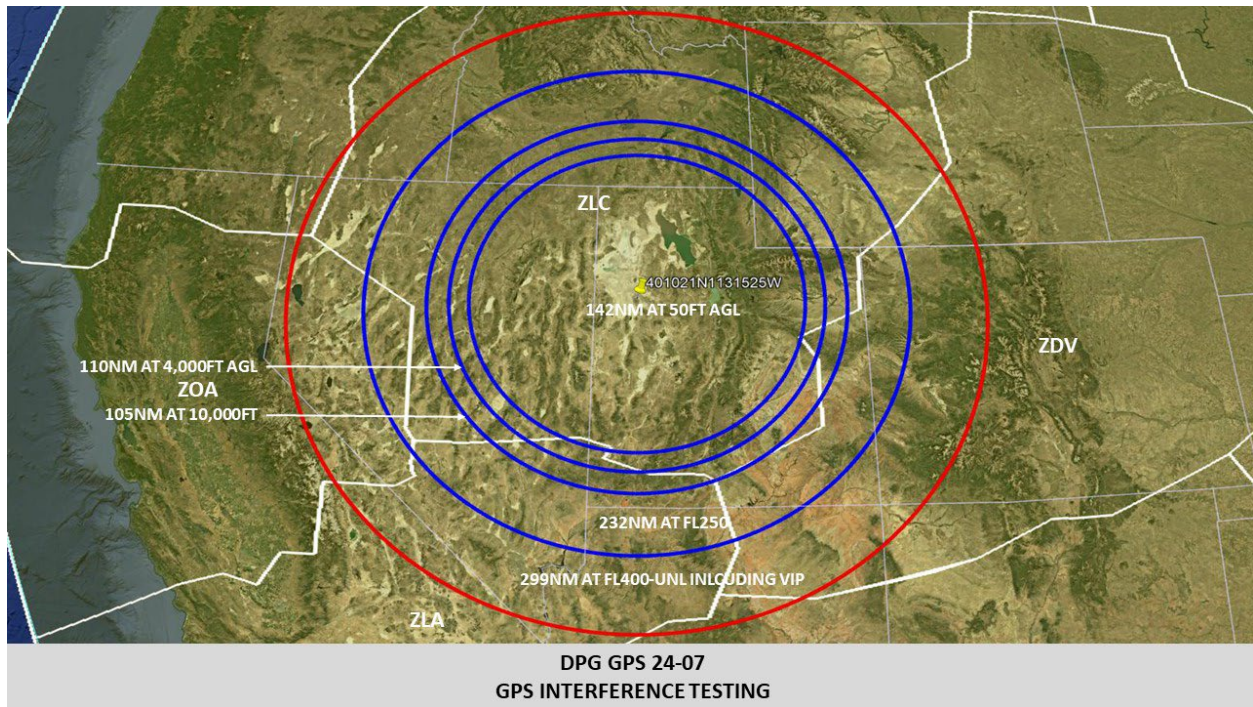 ZLC
401021N1131525W
142NM AT 50FT AGL
ZDV
110NM AT 4,000FT AGL
ZOA
105NM AT 10,000FT
232NM AT FL250
299NM AT FL400-UNL INLCUDING VIP
ZLA
DPG GPS 24-07
GPS INTERFERENCE TESTING